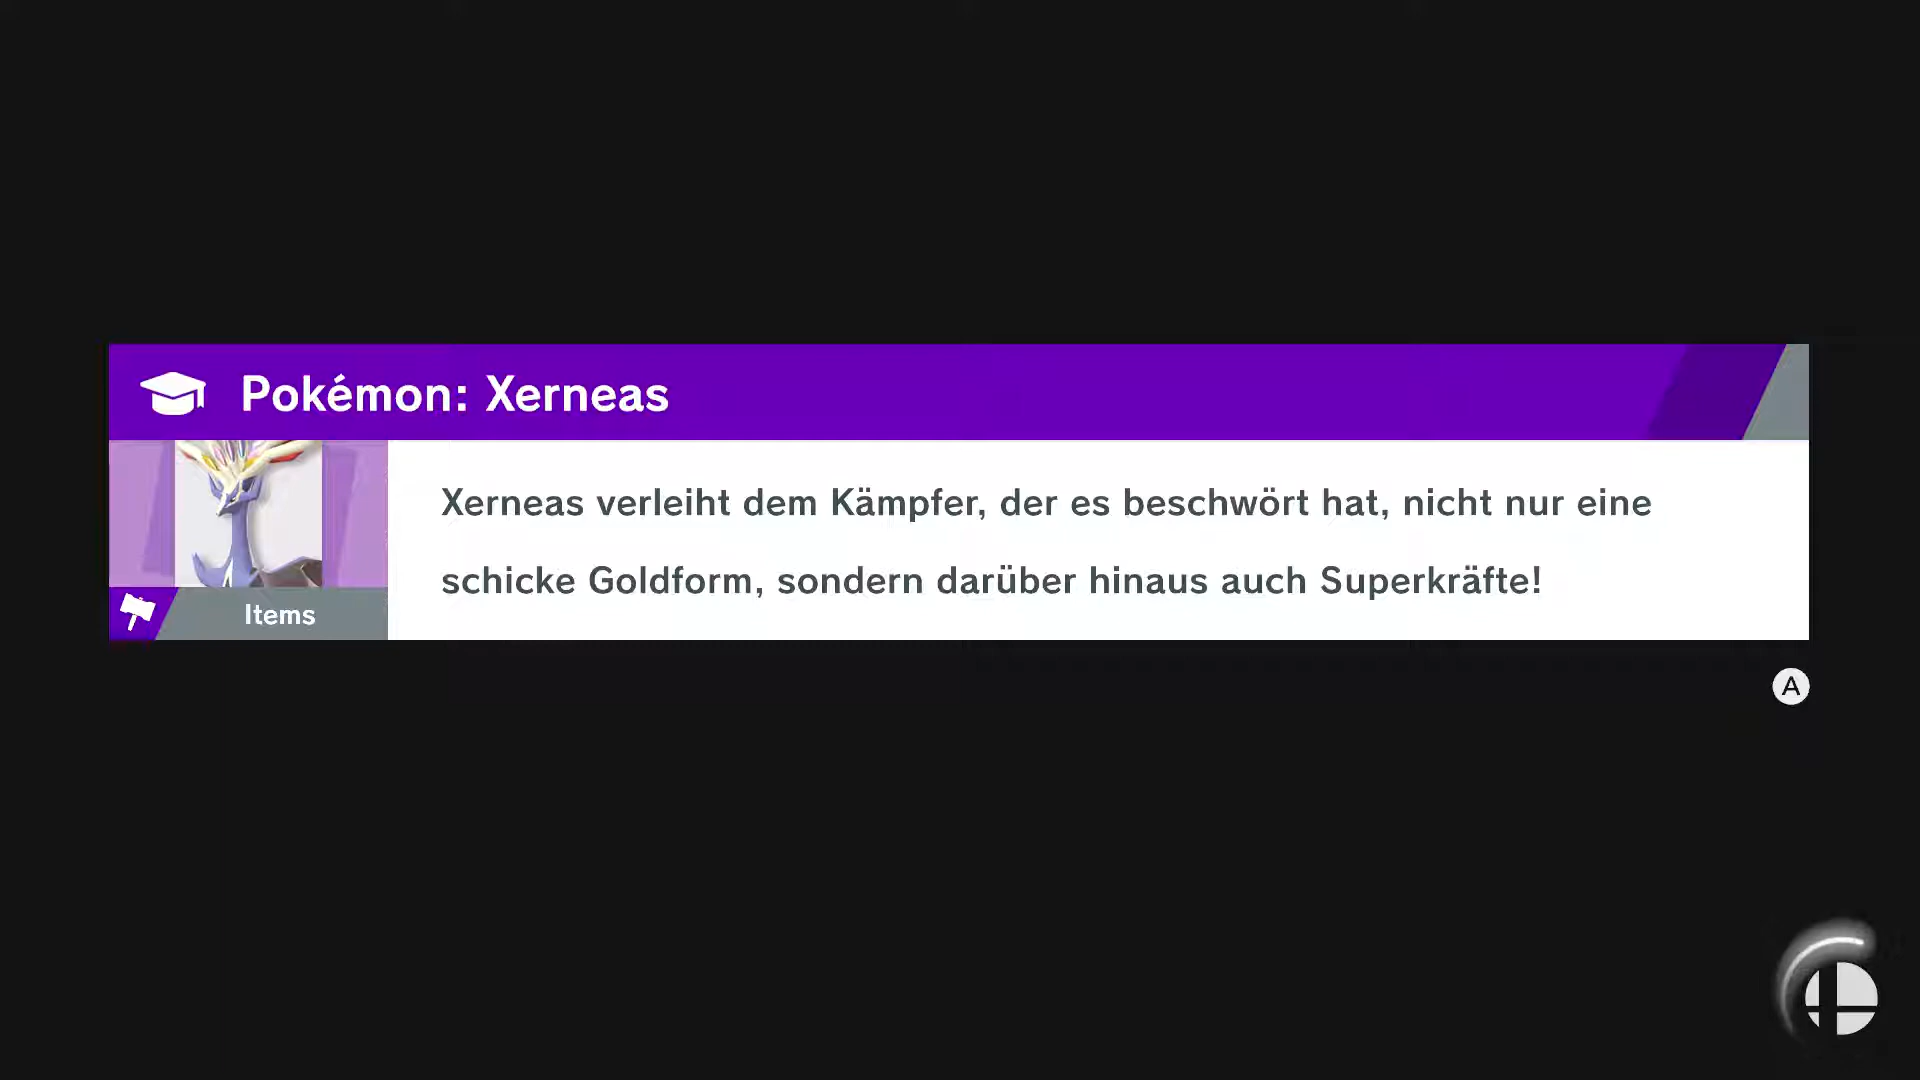 Pokémon: Xerneas
Xerneas verleiht dem Kämpfer, der es beschwört hat, nicht nur eine
schicke Goldform, sondern darüber hinaus auch Superkräfte!
Items
A